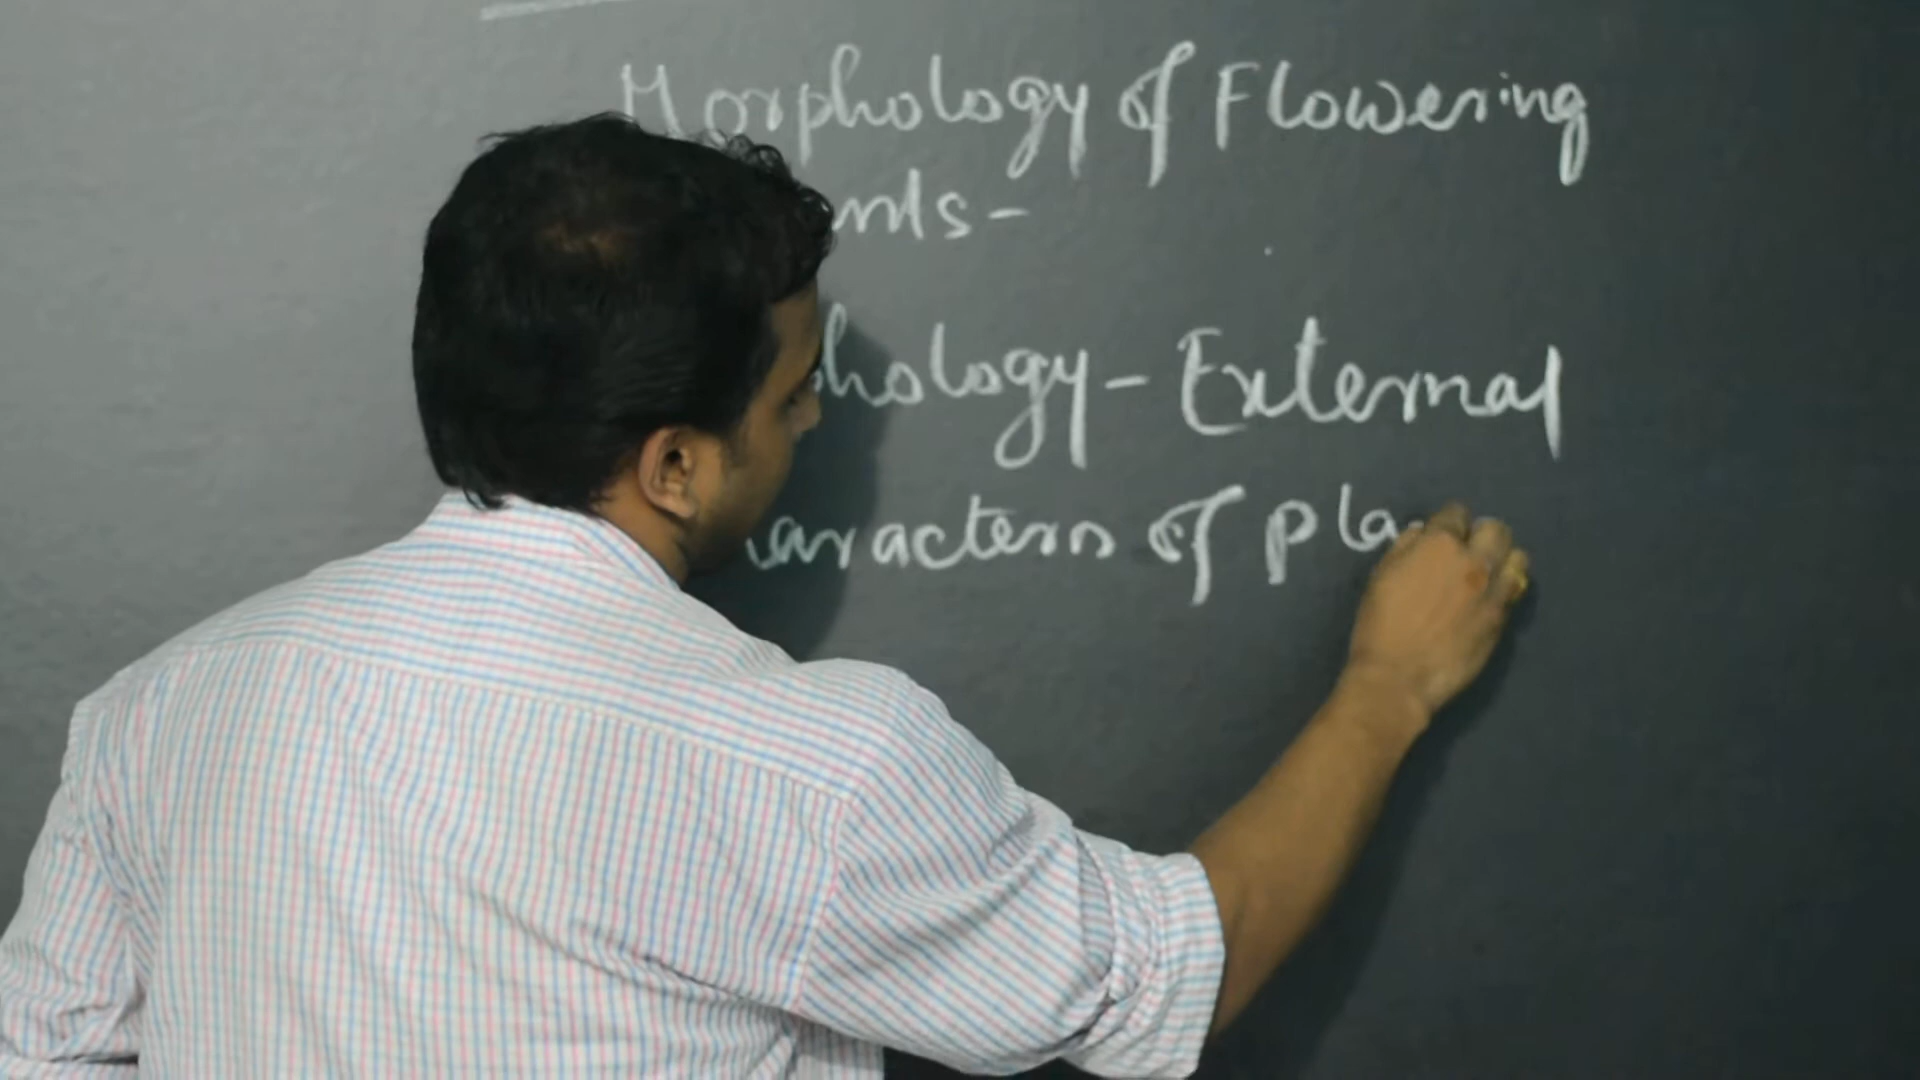 Morphology of Flowering
nts-
hology - External
aracters of pla